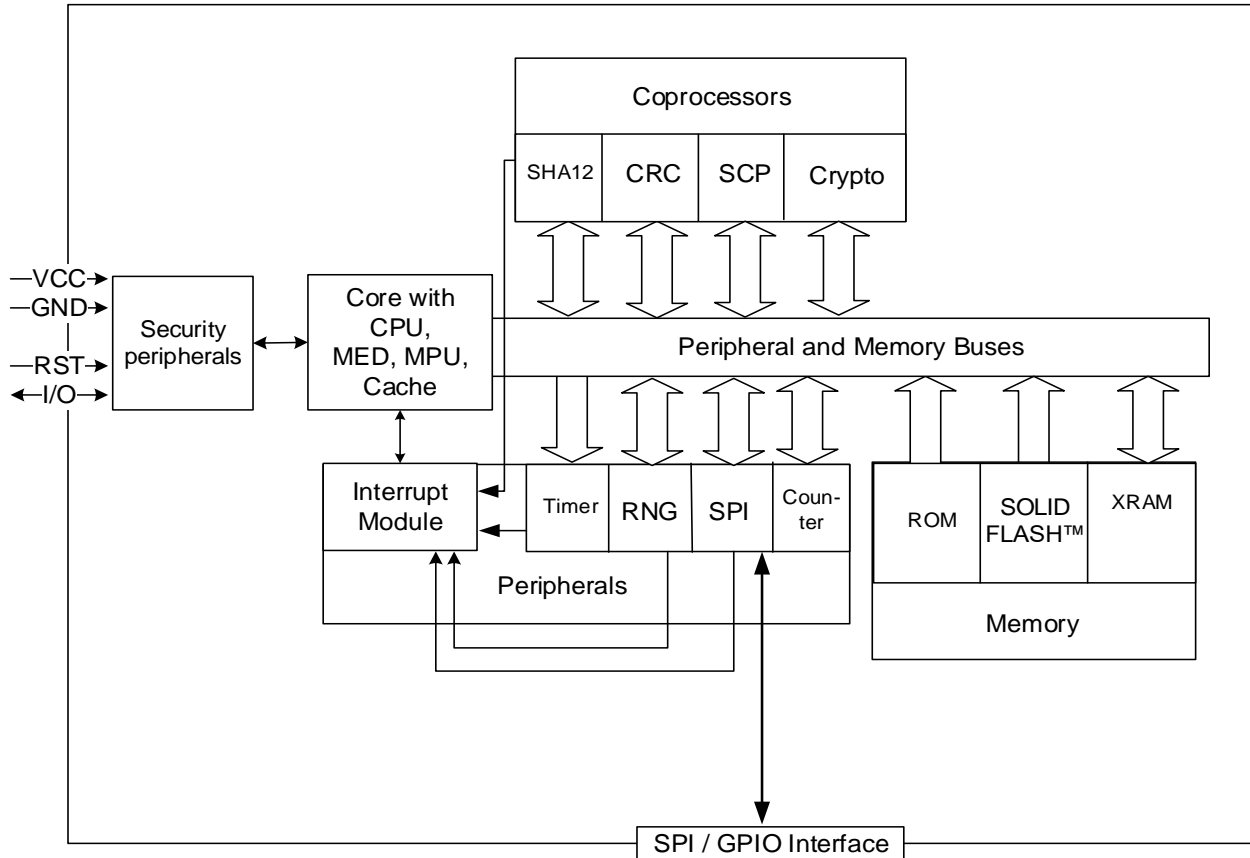 Coprocessors
SHA12
CRC
SCP
Crypto
VCC
GND
RST
I/O
Security
peripherals
Core with
CPU,
MED, MPU,
Cache
Peripheral and Memory Buses
Interrupt
Module
Timer
RNG
SPI
Coun-
ter
Peripherals
ROM
SOLID
FLASH™
XRAM
Memory
SPI / GPIO Interface